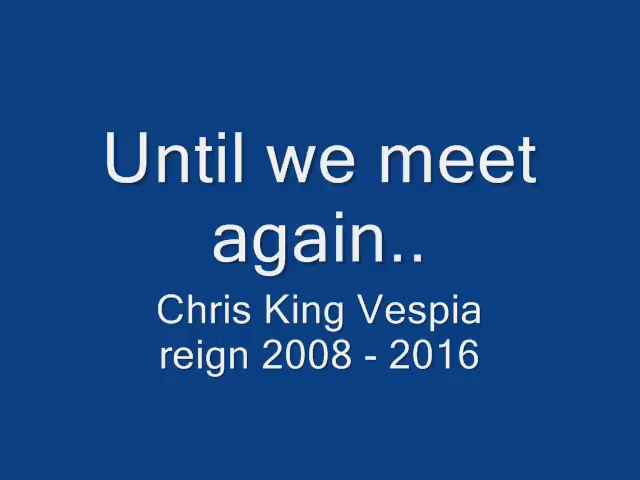 Until we meet
again..
Chris King Vespia
reign 2008 - 2016